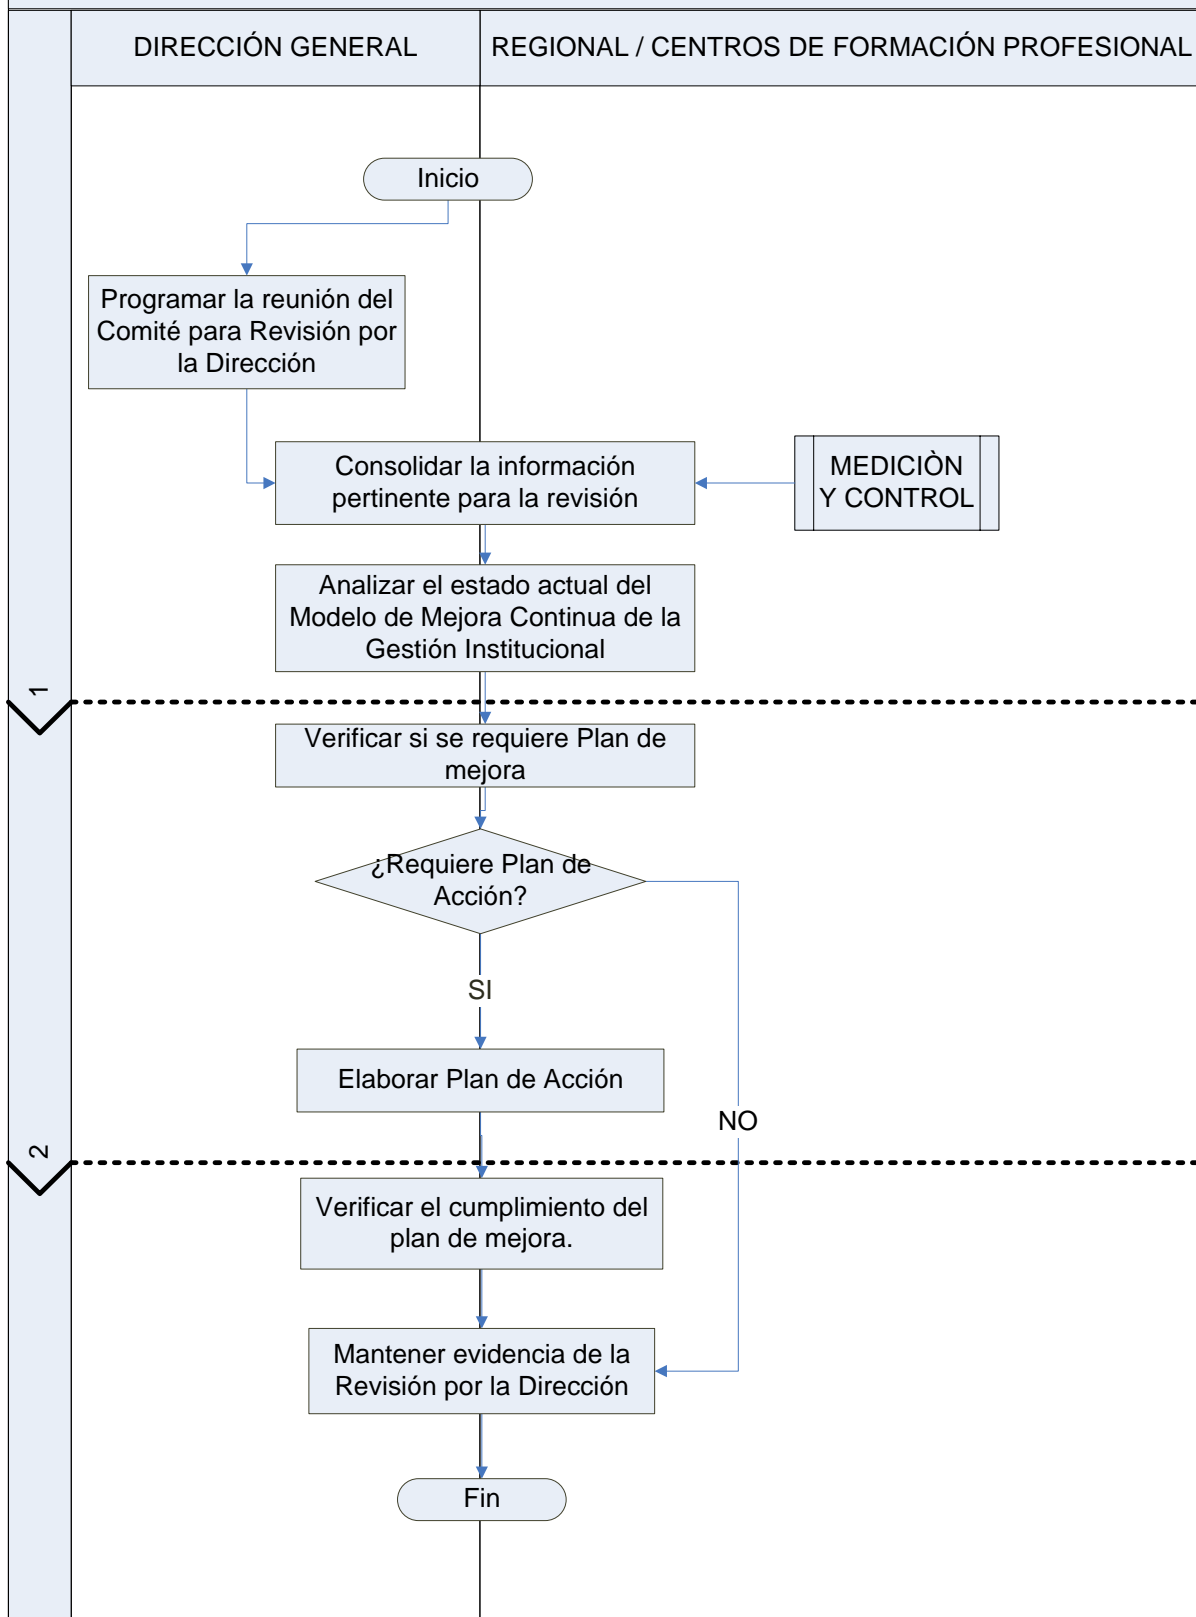 DIRECCIÓN GENERAL
REGIONAL / CENTROS DE FORMACIÓN PROFESIONAL
Inicio
Programar la reunión del
Comité para Revisión por
la Dirección
Consolidar la información
pertinente para la revisión
MEDICIÒN
Y CONTROL
Analizar el estado actual del
Modelo de Mejora Continua de la
Gestión Institucional
1
Verificar si se requiere Plan de
mejora
¿Requiere Plan de
Acción?
SI
Elaborar Plan de Acción
NO
2
Verificar el cumplimiento del
plan de mejora.
Mantener evidencia de la
Revisión por la Dirección
Fin